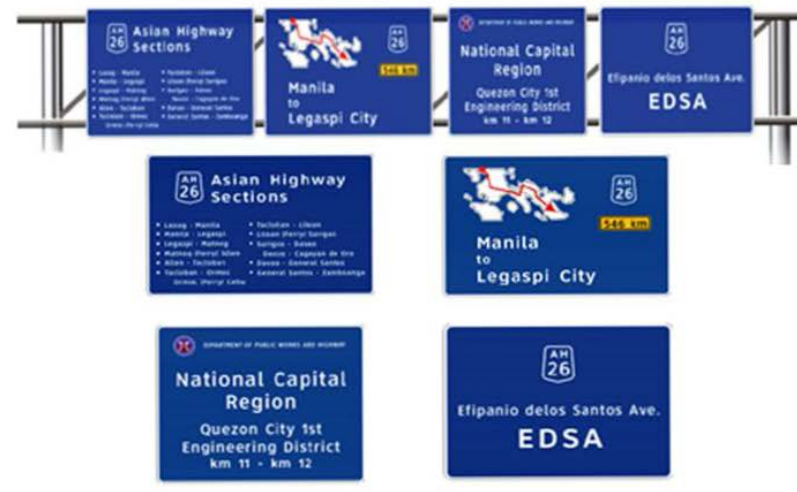 AH
26
Asian Highway
Sections
Laoag - Manila
Manila - Legaspi
Legaspi - Matnog
Matnog (Ferry) Allen
Allen - Tacloban
Tacloban - Ormoc
Ormoc (Ferry) Cebu
Tacloban - Liloan
Liloan (Ferry) Surigao
Surigao - Davao
Davao - Cagayan de Oro
Davao - General Santos
General Santos - Zamboanga
AH
26
546 km
Manila
to
Legaspi City
DEPARTMENT OF PUBLIC WORKS AND HIGHWAY
National Capital
Region
Quezon City 1st
Engineering District
km 11 - km 12
AH
26
Efipanio delos Santos Ave.
EDSA
AH
26
Asian Highway
Sections
Laoag - Manila
Manila - Legaspi
Legaspi - Matnog
Matnog (Ferry) Allen
Allen - Tacloban
Tacloban - Ormoc
Ormoc (Ferry) Cebu
Tacloban - Liloan
Liloan (Ferry) Surigao
Surigao - Davao
Davao - Cagayan de Oro
Davao - General Santos
General Santos - Zamboanga
AH
26
546 km
Manila
to
Legaspi City
DEPARTMENT OF PUBLIC WORKS AND HIGHWAY
National Capital
Region
Quezon City 1st
Engineering District
km 11 - km 12
AH
26
Efipanio delos Santos Ave.
EDSA